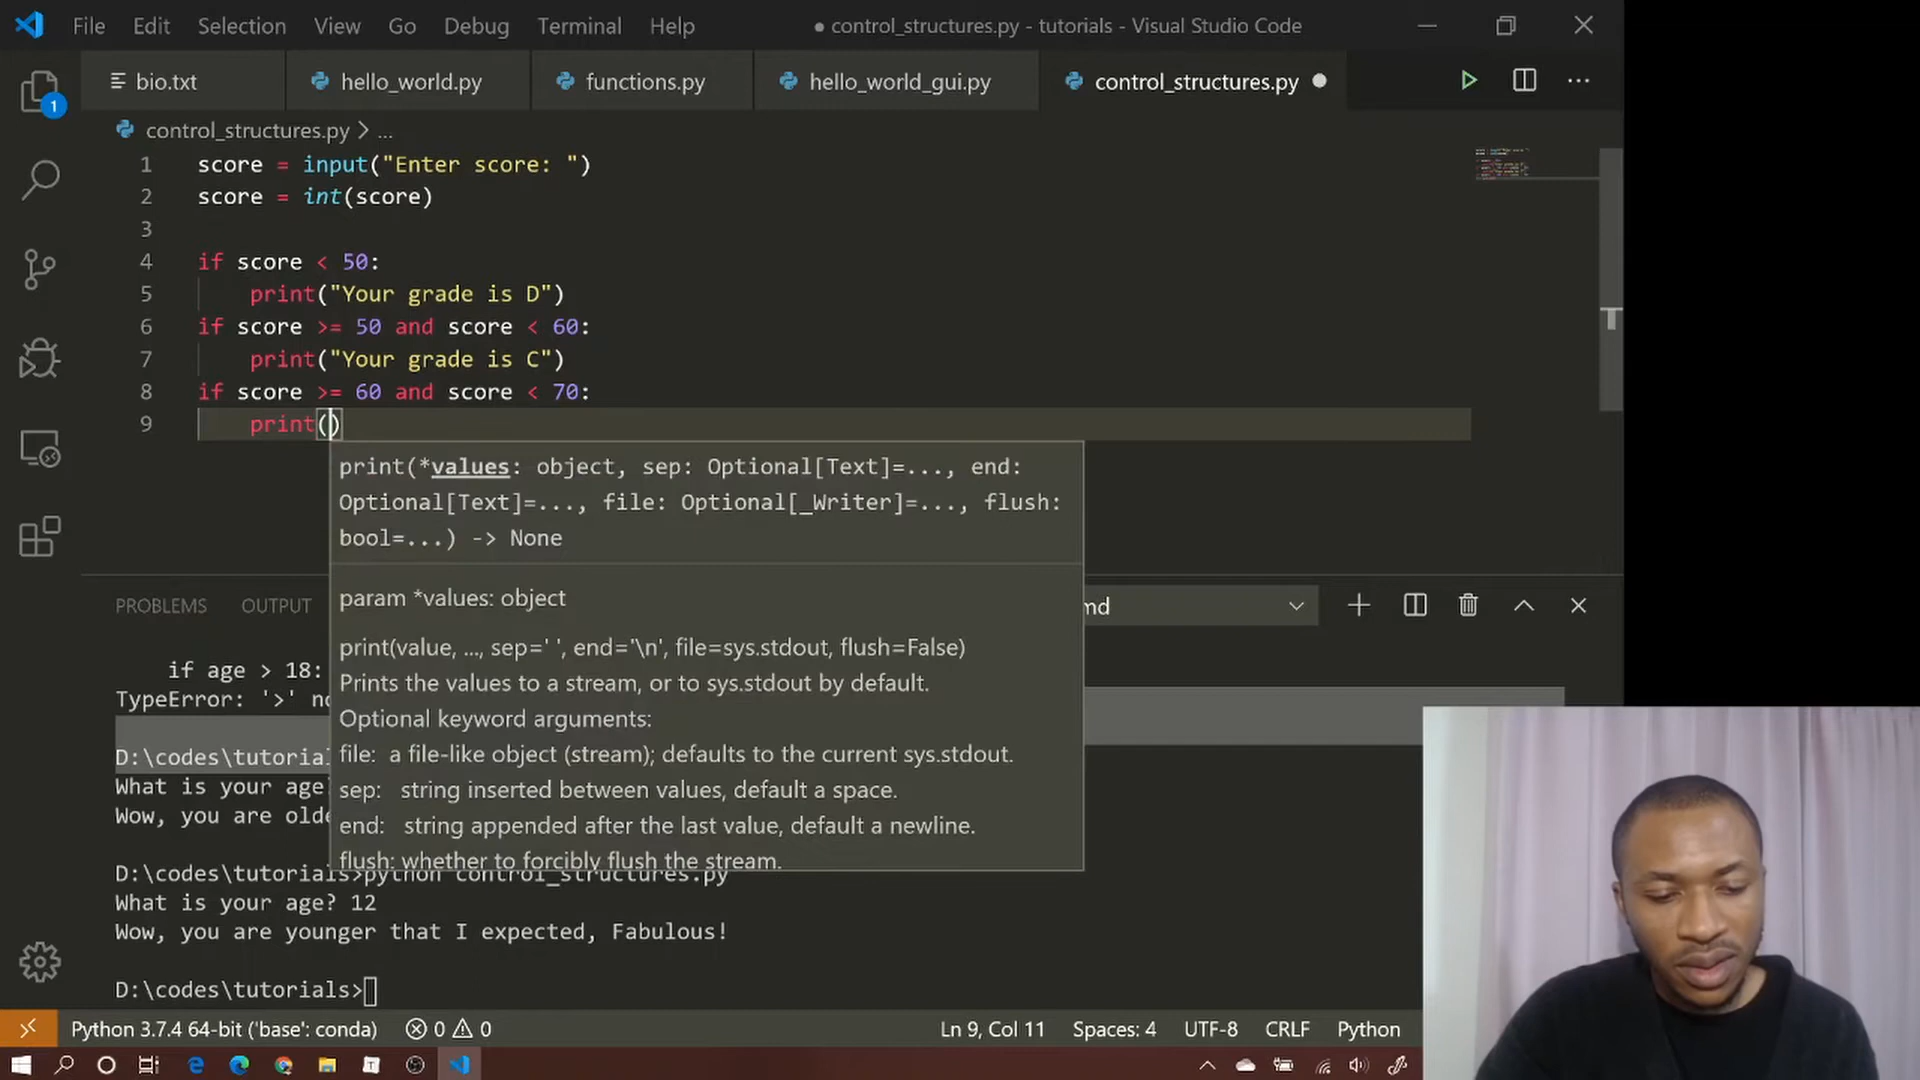 File Edit Selection View Go Debug Terminal Help ● control_structures.py - tutorials - Visual Studio Code
bio.txt hello_world.py functions.py hello_world_gui.py control_structures.py
1
control_structures.py > ...
1 score = input("Enter score: ")
2 score = int(score)
3
4 if score < 50:
5 print("Your grade is D")
6 if score >= 50 and score < 60:
7 print("Your grade is C")
8 if score >= 60 and score < 70:
9 print()
print(*values: object, sep: Optional[Text]=..., end:
Optional[Text]=..., file: Optional[_Writer]=..., flush:
bool=...) -> None
param *values: object
print(value, ..., sep=' ', end='\n', file=sys.stdout, flush=False)
Prints the values to a stream, or to sys.stdout by default.
Optional keyword arguments:
file: a file-like object (stream); defaults to the current sys.stdout.
sep: string inserted between values, default a space.
end: string appended after the last value, default a newline.
flush: whether to forcibly flush the stream.
PROBLEMS OUTPUT md
if age > 18:
TypeError: '>' no
D:\codes\tutorial
What is your age
Wow, you are olde
D:\codes\tutorials>python control_structures.py
What is your age? 12
Wow, you are younger that I expected, Fabulous!
D:\codes\tutorials>
Python 3.7.4 64-bit ('base': conda) 0 0 Ln 9, Col 11 Spaces: 4 UTF-8 CRLF Python